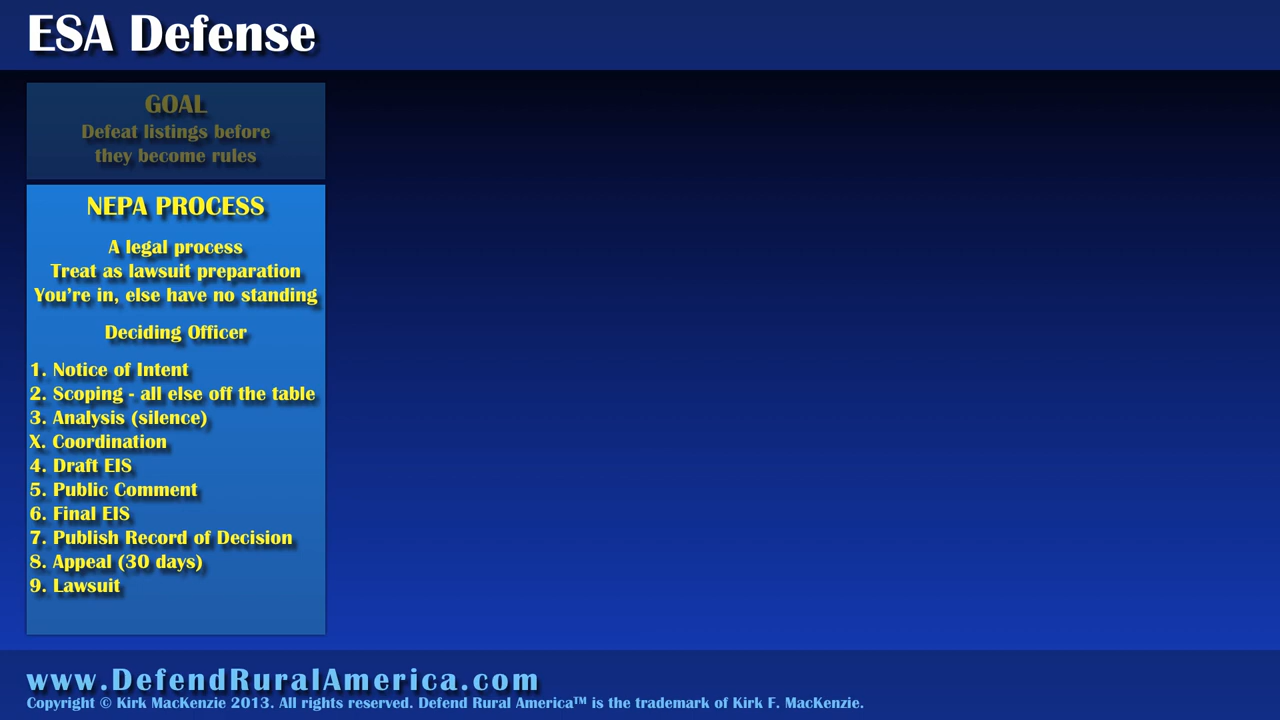 ESA Defense
GOAL
Defeat listings before
they become rules
NEPA PROCESS
A legal process
Treat as lawsuit preparation
You’re in, else have no standing
Deciding Officer
1. Notice of Intent
2. Scoping - all else off the table
3. Analysis (silence)
X. Coordination
4. Draft EIS
5. Public Comment
6. Final EIS
7. Publish Record of Decision
8. Appeal (30 days)
9. Lawsuit
www.DefendRuralAmerica.com
Copyright © Kirk MacKenzie 2013. All rights reserved. Defend Rural America™ is the trademark of Kirk F. MacKenzie.